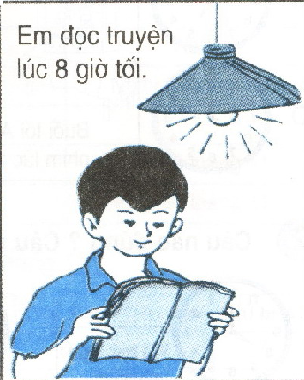 Em đọc truyện
lúc 8 giờ tối.